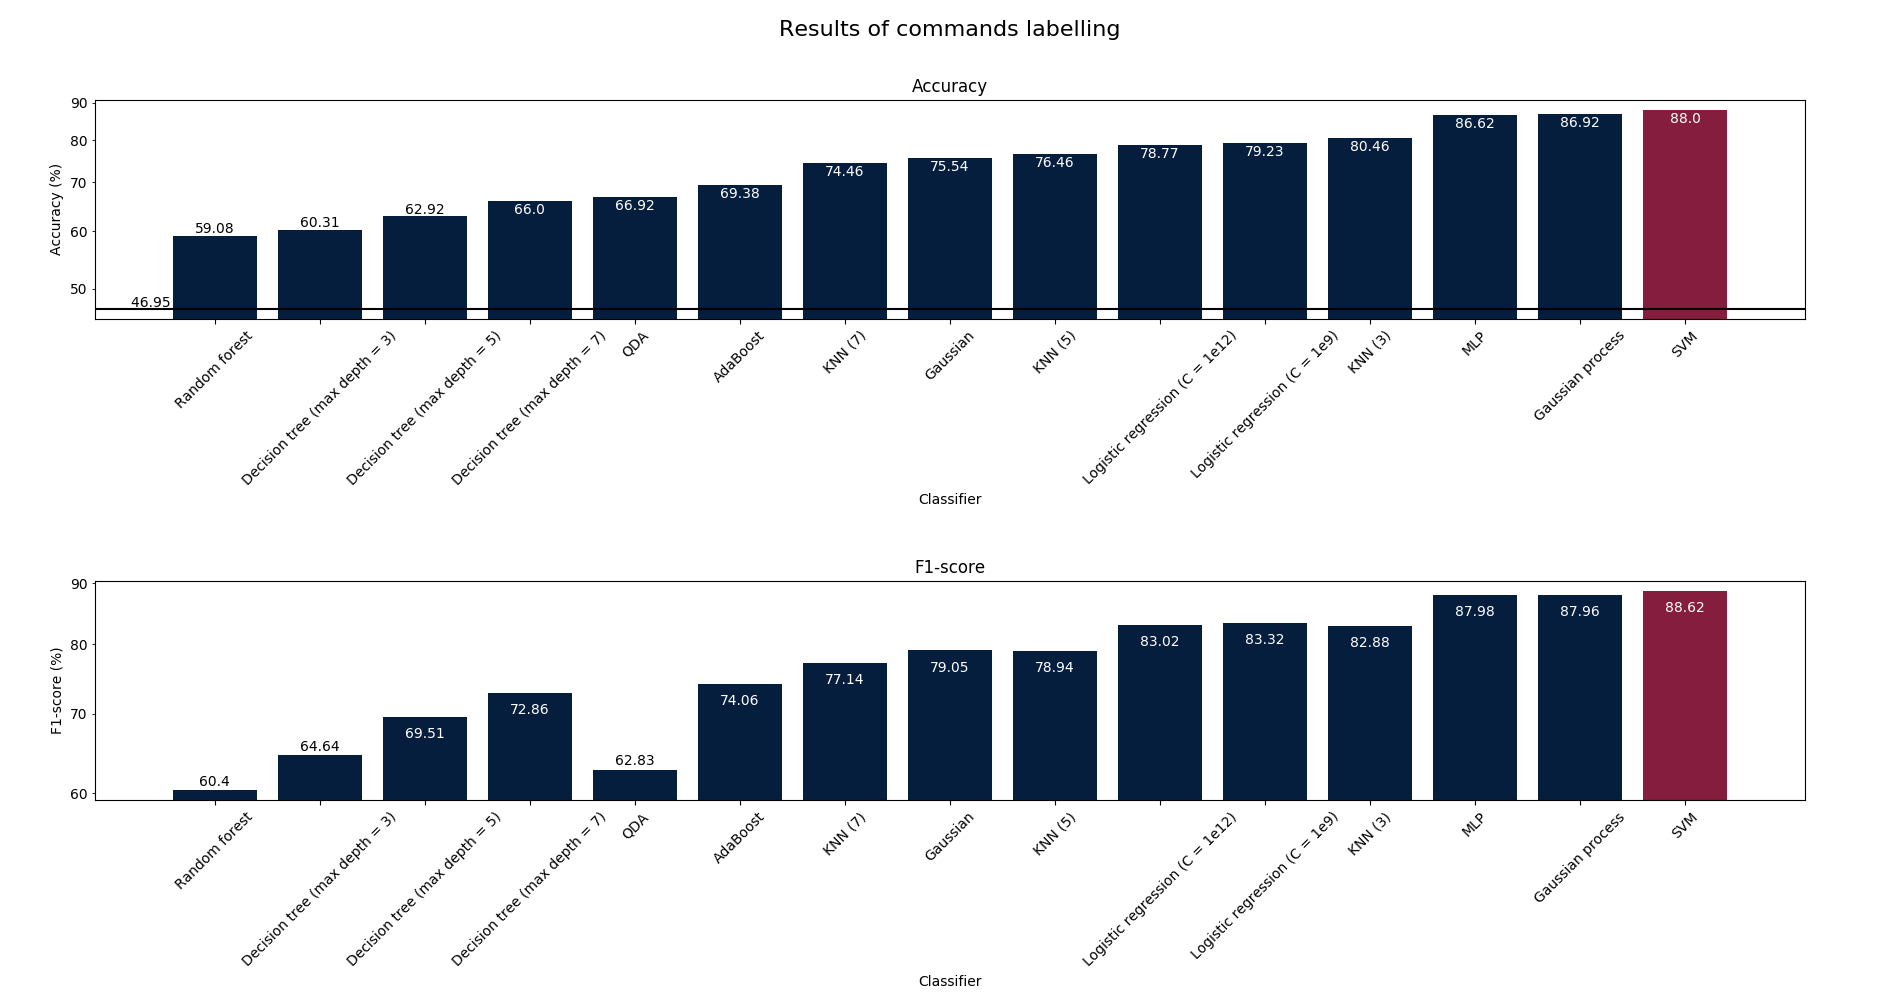 Results of commands labelling
Accuracy
Accuracy (%)
90
80
70
60
50
46.95
59.08
60.31
62.92
66.0
66.92
69.38
74.46
75.54
76.46
78.77
79.23
80.46
86.62
86.92
88.0
Random forest
Decision tree (max depth = 3)
Decision tree (max depth = 5)
Decision tree (max depth = 7)
QDA
AdaBoost
KNN (7)
Gaussian
KNN (5)
Logistic regression (C = 1e12)
Logistic regression (C = 1e9)
KNN (3)
MLP
Gaussian process
SVM
Classifier
F1-score
F1-score (%)
90
80
70
60
60.4
64.64
69.51
72.86
62.83
74.06
77.14
79.05
78.94
83.02
83.32
82.88
87.98
87.96
88.62
Random forest
Decision tree (max depth = 3)
Decision tree (max depth = 5)
Decision tree (max depth = 7)
QDA
AdaBoost
KNN (7)
Gaussian
KNN (5)
Logistic regression (C = 1e12)
Logistic regression (C = 1e9)
KNN (3)
MLP
Gaussian process
SVM
Classifier